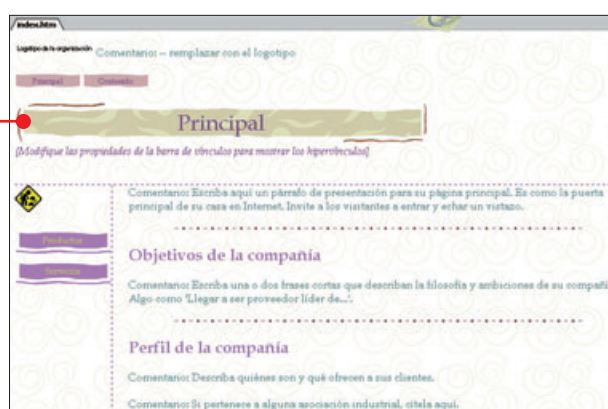 index.htm
Logotipo de la organización Comentario: – remplazar con el logotipo
Principal Contenido
Principal
[Modifique las propiedades de la barra de vínculos para mostrar los hipervínculos]
Comentario: Escriba aquí un párrafo de presentación para su página principal. Es como la puerta
principal de su casa en Internet. Invite a los visitantes a entrar y echar un vistazo.
Productos
Objetivos de la compañía
Servicios
Comentario: Escriba una o dos frases cortas que describan la filosofía y ambiciones de su compañí
Algo como 'Llegar a ser proveedor líder de...'.
Perfil de la compañía
Comentario: Describa quiénes son y qué ofrecen a sus clientes.
Comentario: Si pertenece a alguna asociación industrial, cítela aquí.